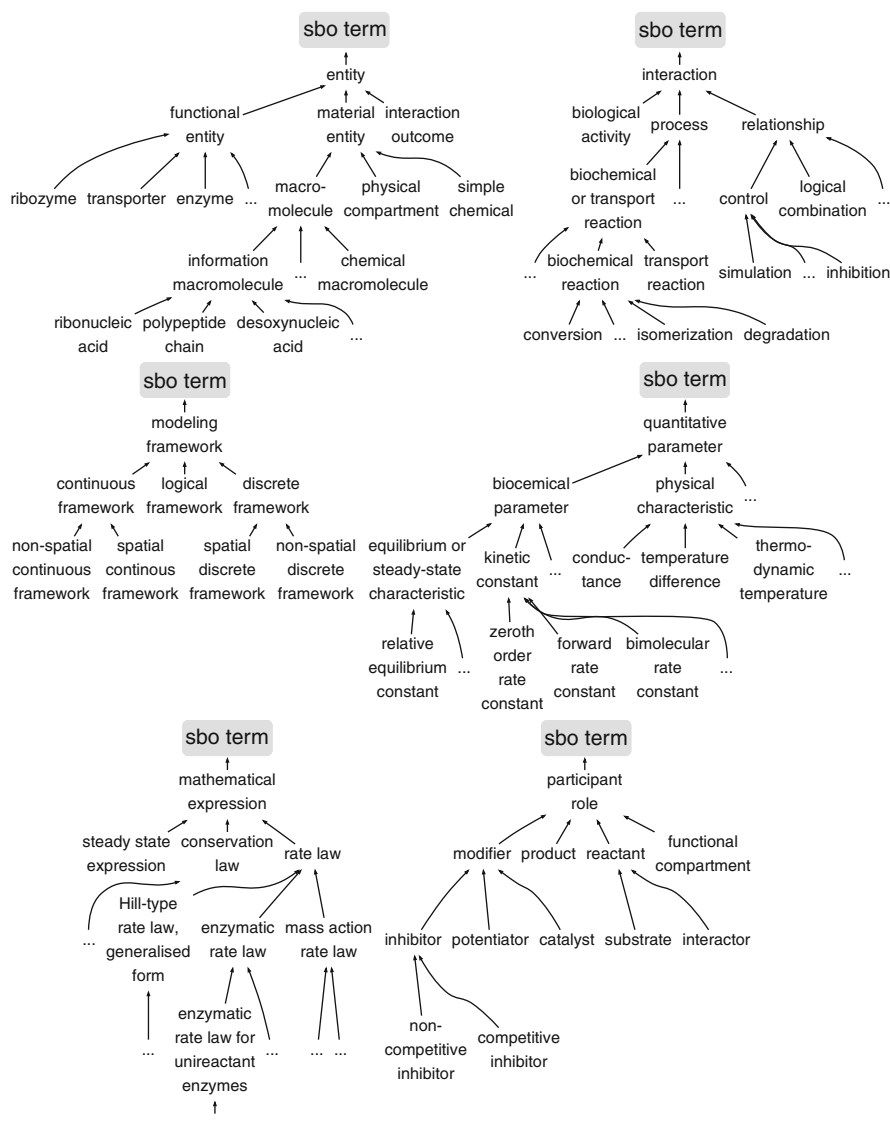 sbo term
entity
functional
entity
material
entity
interaction
outcome
ribozyme
transporter
enzyme
...
macro-
molecule
physical
compartment
simple
chemical
information
macromolecule
...
chemical
macromolecule
ribonucleic
acid
polypeptide
chain
desoxynucleic
acid
...
sbo term
interaction
biological
activity
process
relationship
biochemical
or transport
reaction
...
control
logical
combination
...
...
biochemical
reaction
transport
reaction
simulation
...
inhibition
conversion
...
isomerization
degradation
sbo term
modeling
framework
continuous
framework
logical
framework
discrete
framework
non-spatial
continuous
framework
spatial
continous
framework
spatial
discrete
framework
non-spatial
discrete
framework
sbo term
quantitative
parameter
biocemical
parameter
physical
characteristic
...
equilibrium or
steady-state
characteristic
kinetic
constant
...
conduc-
tance
temperature
difference
thermo-
dynamic
temperature
...
relative
equilibrium
constant
...
zeroth
order
rate
constant
forward
rate
constant
bimolecular
rate
constant
...
sbo term
mathematical
expression
steady state
expression
conservation
law
rate law
...
Hill-type
rate law,
generalised
form
enzymatic
rate law
mass action
rate law
...
enzymatic
rate law for
unireactant
enzymes
...
...
...
sbo term
participant
role
modifier
product
reactant
functional
compartment
inhibitor
potentiator
catalyst
substrate
interactor
non-
competitive
inhibitor
competitive
inhibitor